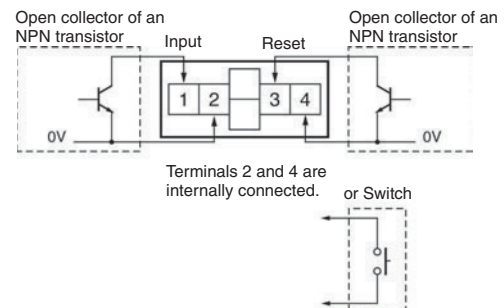 Open collector of an
NPN transistor
Input
Reset
Open collector of an
NPN transistor
1 2 3 4
0V
0V
Terminals 2 and 4 are
internally connected.
or Switch